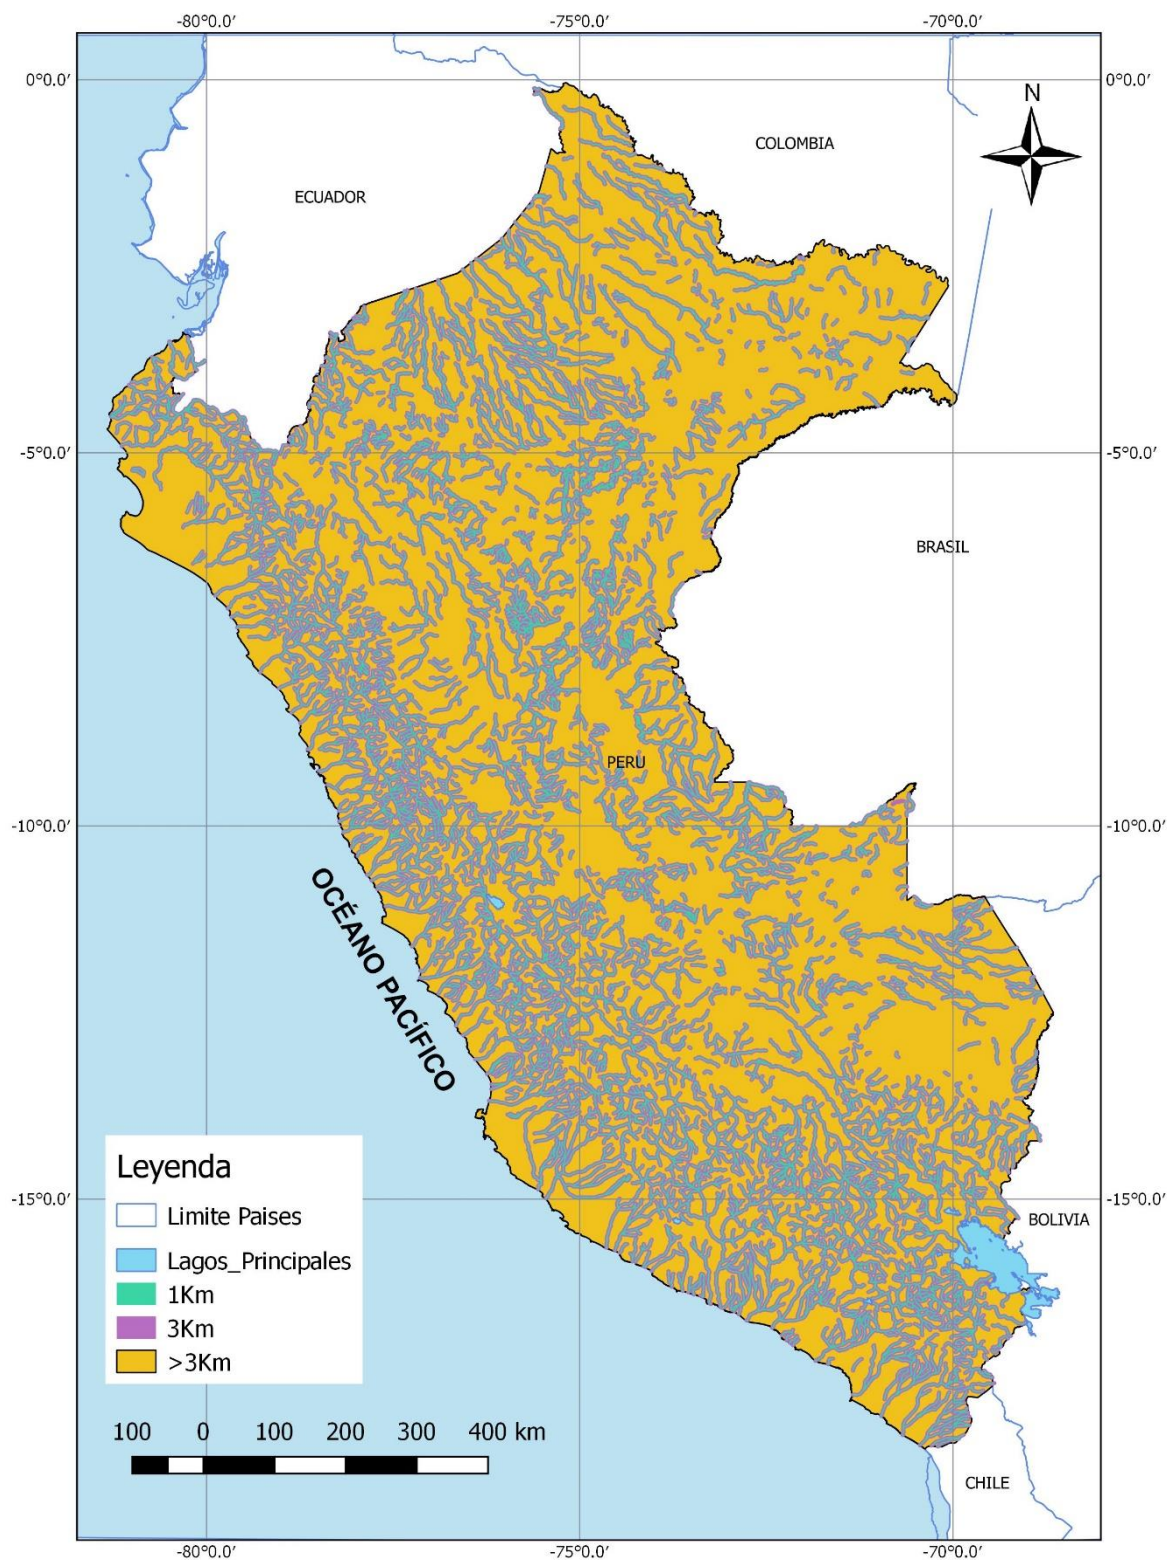 -80°0.0′ -75°0.0′ -70°0.0′
0°0.0′ 0°0.0′
N
COLOMBIA
ECUADOR
-5°0.0′ -5°0.0′
BRASIL
PERU
-10°0.0′ -10°0.0′
OCÉANO PACÍFICO
Leyenda
-15°0.0′ -15°0.0′
Limite Paises
BOLIVIA
Lagos_Principales
1Km
3Km
>3Km
100 0 100 200 300 400 km
CHILE
-80°0.0′ -75°0.0′ -70°0.0′